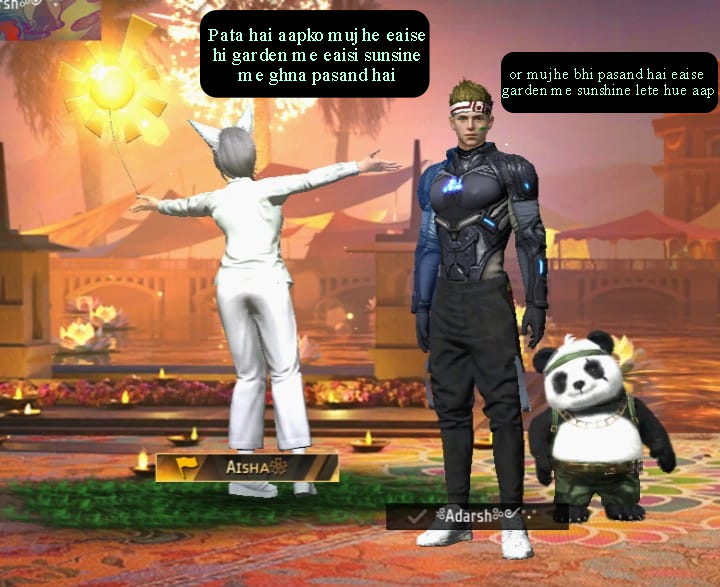 rsh
Pata hai aapko mujhe eaise
hi garden me eaisi sunsine
me ghna pasand hai
or mujhe bhi pasand hai eaise
garden me sunshine lete hue aap
AISHA❀
Adarsh